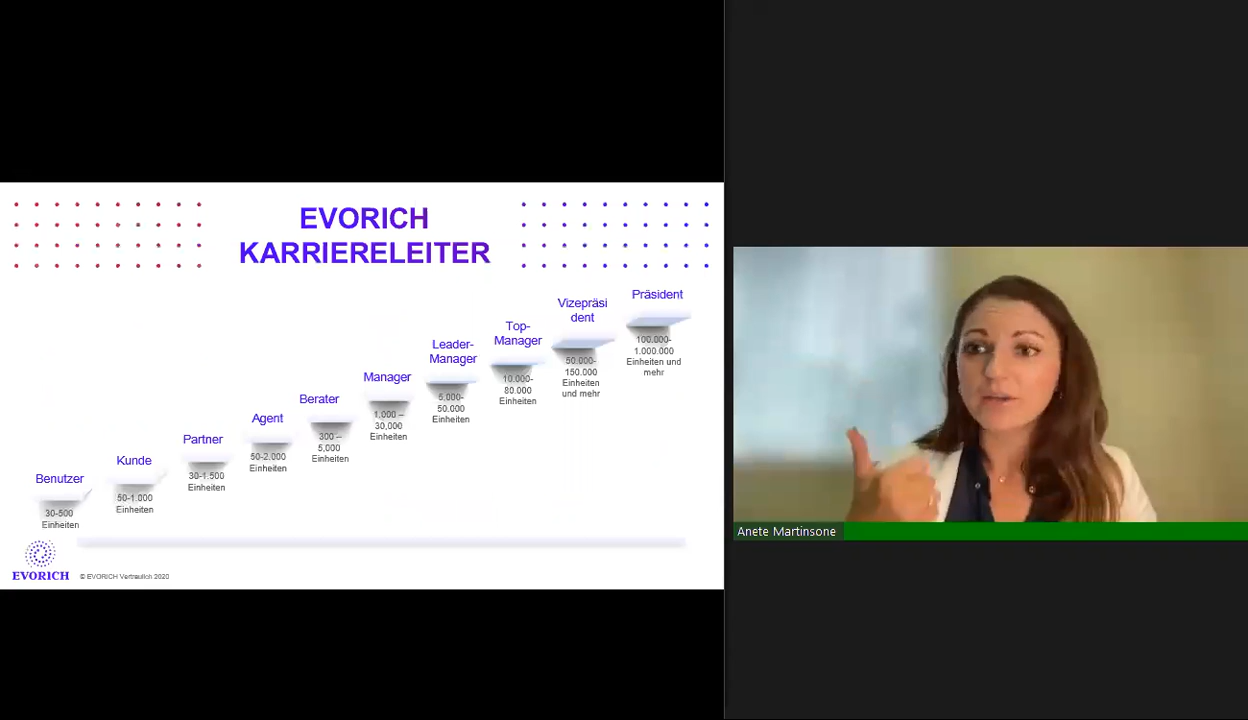 EVORICH
KARRIERELEITER
Benutzer
30-500
Einheiten
Kunde
50-1.000
Einheiten
Partner
30-1.500
Einheiten
Agent
50-2.000
Einheiten
Berater
300 –
5,000
Einheiten
Manager
1,000 –
30,000
Einheiten
Leader-
Manager
5,000-
50.000
Einheiten
Top-
Manager
10.000-
80.000
Einheiten
Vizepräsi
dent
50.000-
150.000
Einheiten
und mehr
Präsident
100.000-
1.000.000
Einheiten und
mehr
EVORICH
© EVORICH Vertraulich 2020
Anete Martinsone